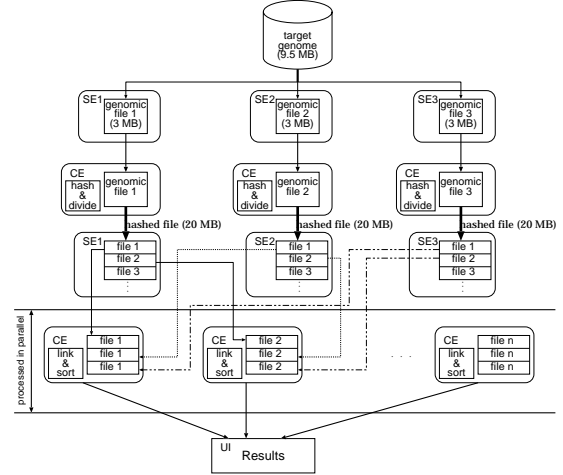 target
genome
(9.5 MB)
SE1
genomic
file 1
(3 MB)
SE2
genomic
file 2
(3 MB)
SE3
genomic
file 3
(3 MB)
CE
hash
&
divide
genomic
file 1
CE
hash
&
divide
genomic
file 2
CE
hash
&
divide
genomic
file 3
hashed file (20 MB)
hashed file (20 MB)
hashed file (20 MB)
SE1
file 1
file 2
file 3
SE2
file 1
file 2
file 3
SE3
file 1
file 2
file 3
processed in parallel
CE
link
&
sort
file 1
file 1
file 1
CE
link
&
sort
file 2
file 2
file 2
. . .
CE
link
&
sort
file n
file n
file n
UI
Results